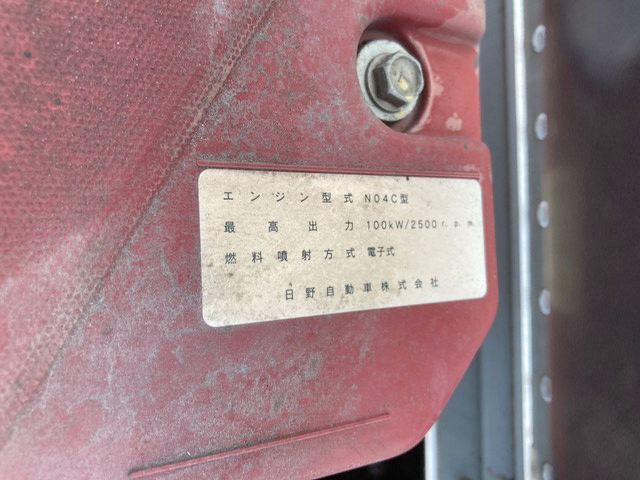 エンジン型式 N04C型
最高出力 100kW/2500 r.p.m.
燃料噴射方式 電子式
日野自動車株式会社